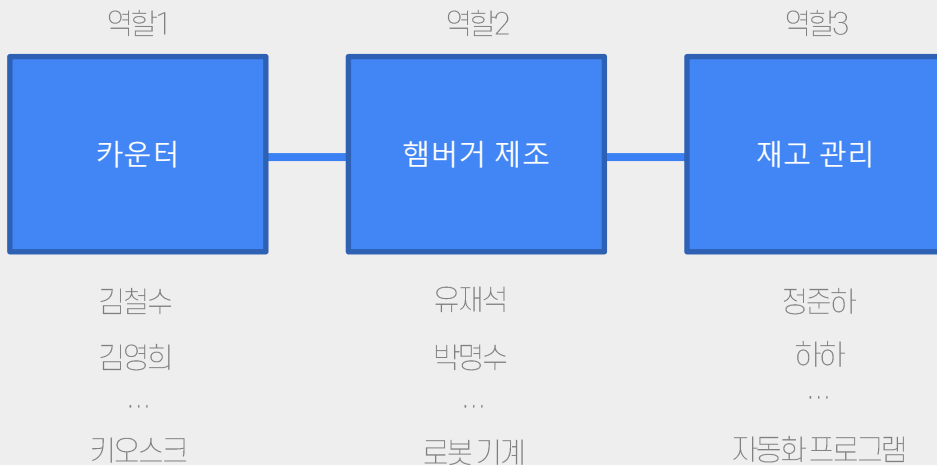 역할1
역할2
역할3
카운터
햄버거 제조
재고 관리
김철수
유재석
정준하
김영희
박명수
하하
...
...
...
키오스크
로봇 기계
자동화 프로그램